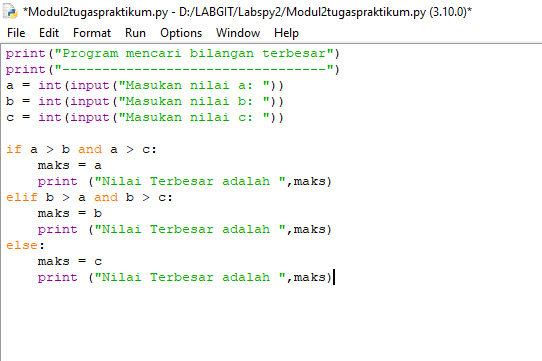 *Modul2tugaspraktikum.py - D:/LABGIT/Labspy2/Modul2tugaspraktikum.py (3.10.0)*
File Edit Format Run Options Window Help
print("Program mencari bilangan terbesar")
print("---------------------------------")
a = int(input("Masukan nilai a: "))
b = int(input("Masukan nilai b: "))
c = int(input("Masukan nilai c: "))
if a > b and a > c:
    maks = a
    print ("Nilai Terbesar adalah ",maks)
elif b > a and b > c:
    maks = b
    print ("Nilai Terbesar adalah ",maks)
else:
    maks = c
    print ("Nilai Terbesar adalah ",maks)